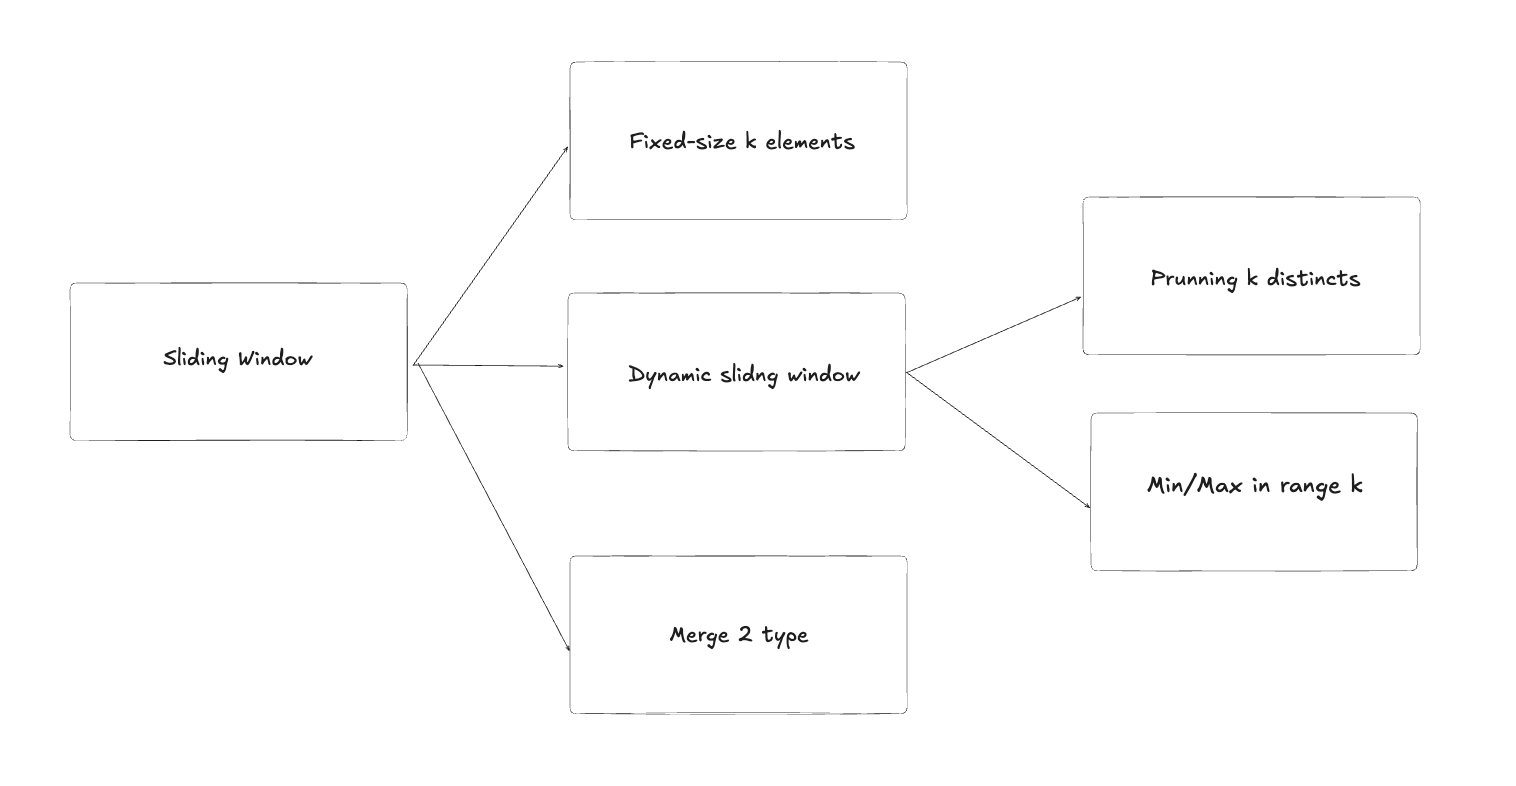 Sliding Window
Fixed-size k elements
Dynamic slidng window
Merge 2 type
Prunning k distincts
Min/Max in range k